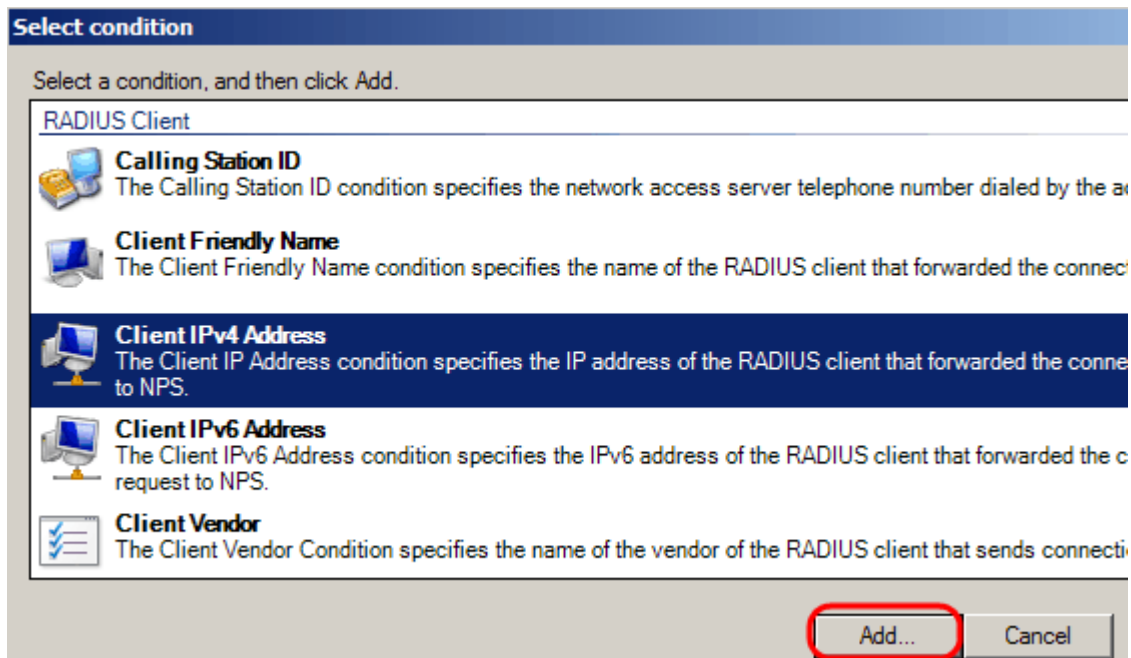 Select condition
Select a condition, and then click Add.
RADIUS Client
Calling Station ID
The Calling Station ID condition specifies the network access server telephone number dialed by the
Client Friendly Name
The Client Friendly Name condition specifies the name of the RADIUS client that forwarded the
Client IPv4 Address
The Client IP Address condition specifies the IP address of the RADIUS client that forwarded the
to NPS.
Client IPv6 Address
The Client IPv6 Address condition specifies the IPv6 address of the RADIUS client that forwarded the
request to NPS.
Client Vendor
The Client Vendor Condition specifies the name of the vendor of the RADIUS client that sends
Add...
Cancel